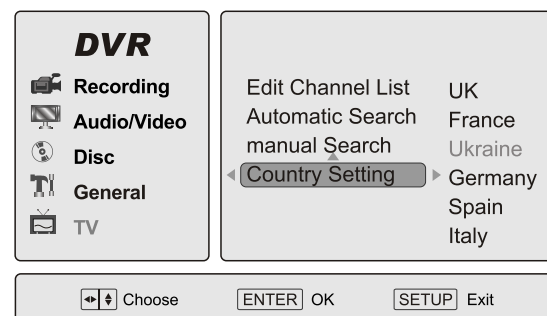 DVR
Recording
Audio/Video
Disc
General
TV
Edit Channel List
Automatic Search
manual Search
Country Setting
UK
France
Ukraine
Germany
Spain
Italy
Choose ENTER OK SETUP Exit